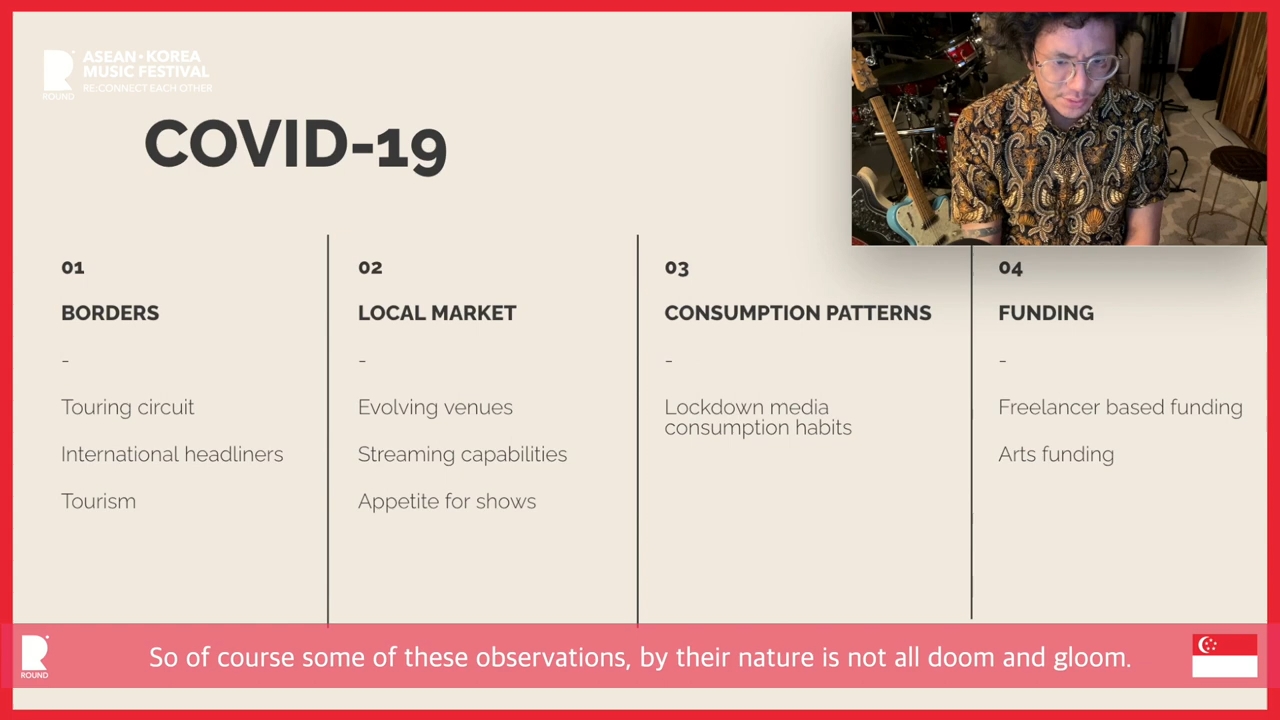 ASEAN•KOREA
MUSIC FESTIVAL
RE:CONNECT EACH OTHER
ROUND
COVID-19
01
BORDERS
-
Touring circuit
International headliners
Tourism
02
LOCAL MARKET
-
Evolving venues
Streaming capabilities
Appetite for shows
03
CONSUMPTION PATTERNS
-
Lockdown media
consumption habits
04
FUNDING
-
Freelancer based funding
Arts funding
ROUND
So of course some of these observations, by their nature is not all doom and gloom.